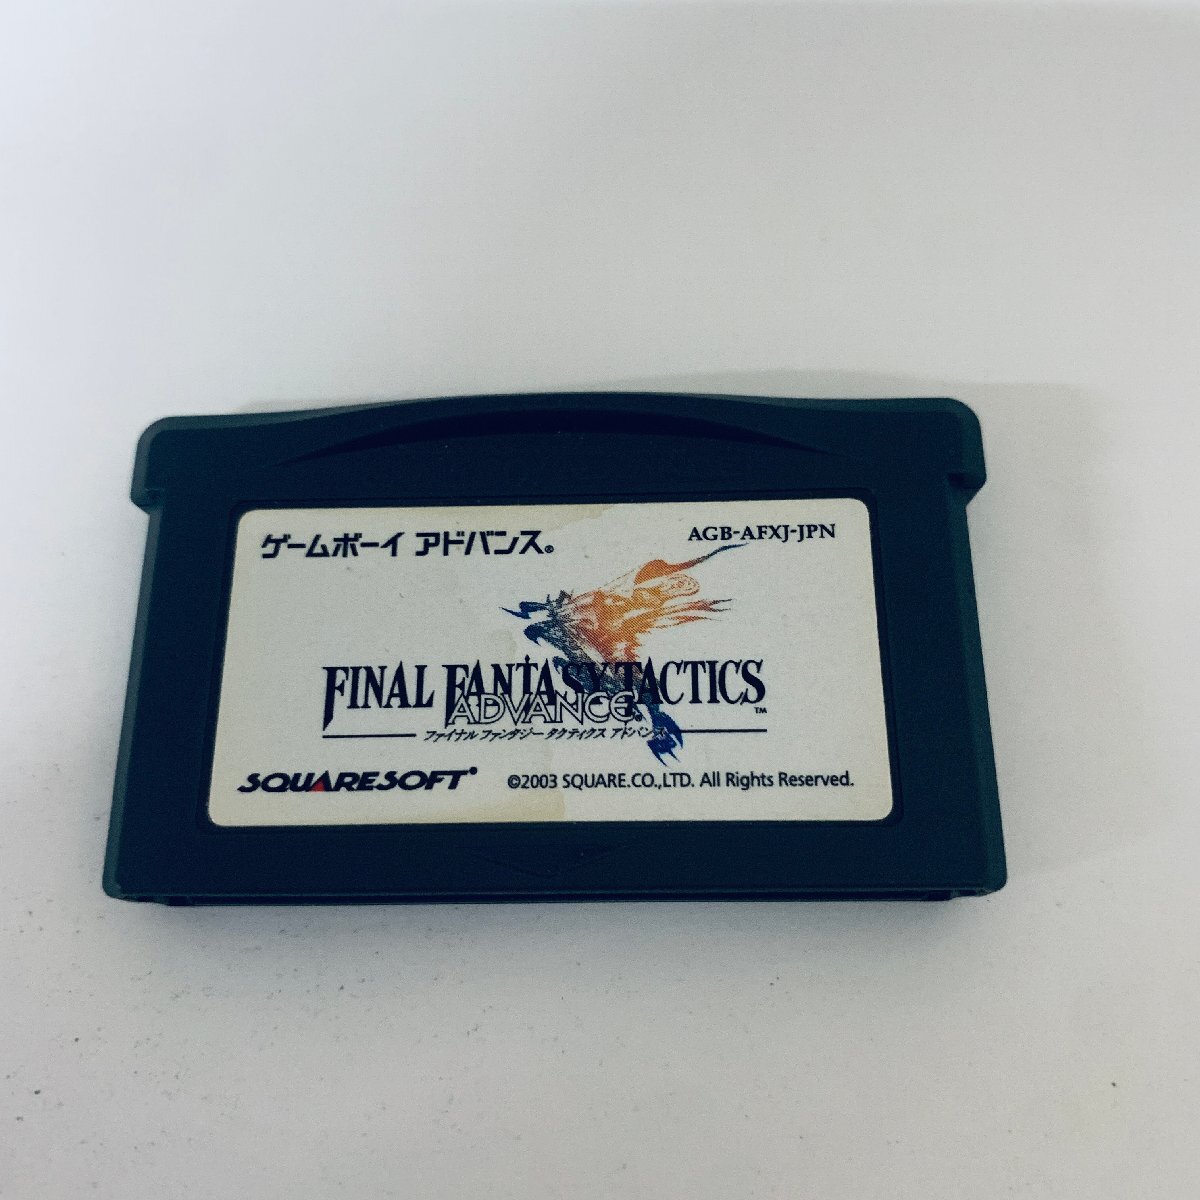 ゲームボーイ アドバンス®
AGB-AFXJ-JPN
FINAL FANTASY TACTICS™
ADVANCE®
ファイナル ファンタジー タクティクス アドバンス
SQUARESOFT®
©2003 SQUARE.CO.,LTD. All Rights Reserved.